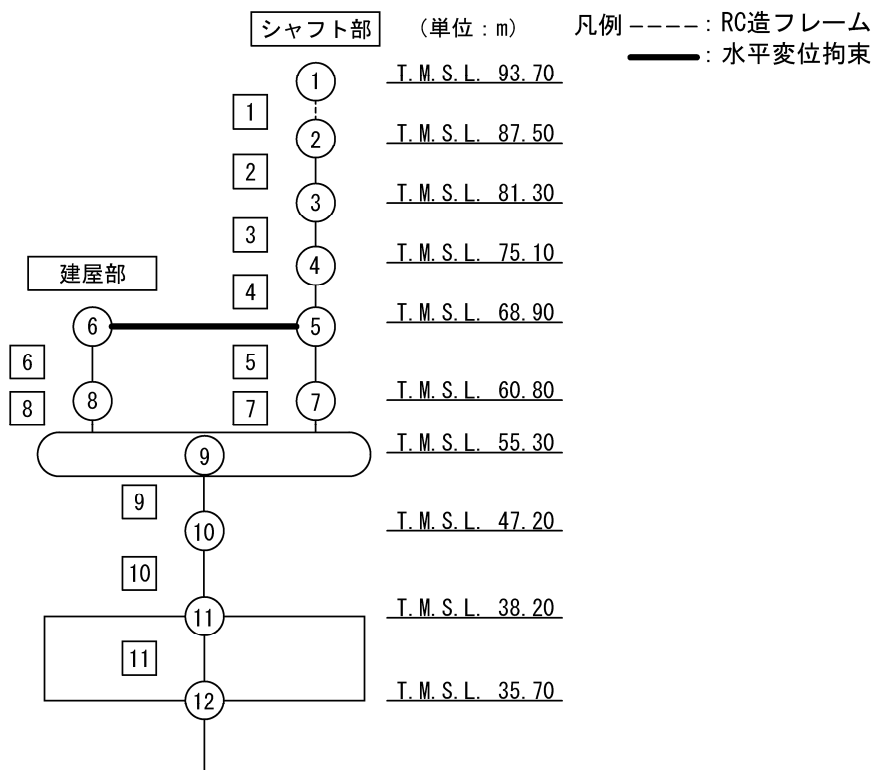 シャフト部 (単位:m) 凡例 ----:RC造フレーム
:水平変位拘束
① T.M.S.L. 93.70
1
② T.M.S.L. 87.50
2
③ T.M.S.L. 81.30
3
④ T.M.S.L. 75.10
建屋部
4
⑥ ⑤ T.M.S.L. 68.90
6 5
⑧ ⑦ T.M.S.L. 60.80
8 7
⑨ T.M.S.L. 55.30
9
⑩ T.M.S.L. 47.20
10
⑪ T.M.S.L. 38.20
11
⑫ T.M.S.L. 35.70